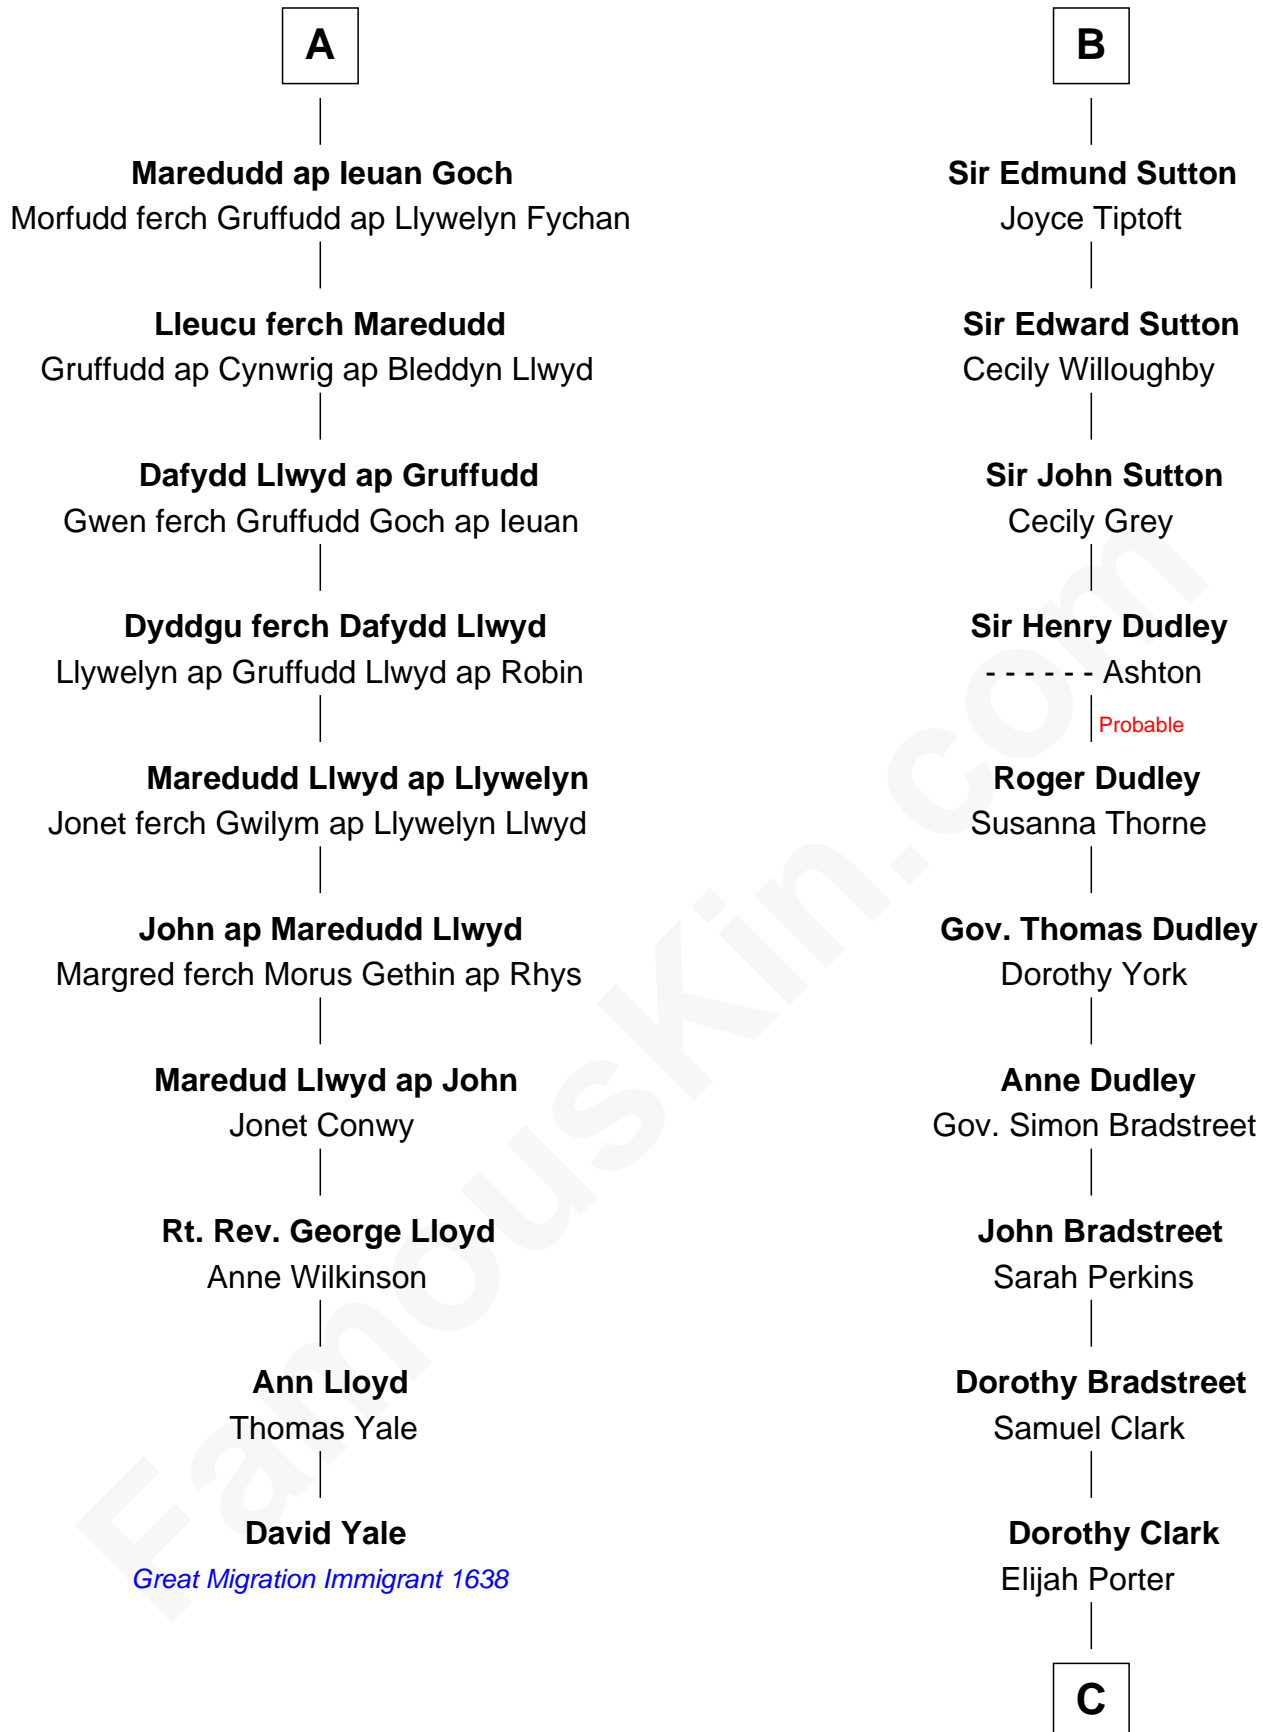 A
Maredudd ap Ieuan Goch
Morfudd ferch Gruffudd ap Llywelyn Fychan
Lleucu ferch Maredudd
Gruffudd ap Cynwrig ap Bleddyn Llwyd
Dafydd Llwyd ap Gruffudd
Gwen ferch Gruffudd Goch ap Ieuan
Dyddgu ferch Dafydd Llwyd
Llywelyn ap Gruffudd Llwyd ap Robin
Maredudd Llwyd ap Llywelyn
Jonet ferch Gwilym ap Llywelyn Llwyd
John ap Maredudd Llwyd
Margred ferch Morus Gethin ap Rhys
Maredud Llwyd ap John
Jonet Conwy
Rt. Rev. George Lloyd
Anne Wilkinson
Ann Lloyd
Thomas Yale
David Yale
Great Migration Immigrant 1638
B
Sir Edmund Sutton
Joyce Tiptoft
Sir Edward Sutton
Cecily Willoughby
Sir John Sutton
Cecily Grey
Sir Henry Dudley
- - - - - - Ashton
Probable
Roger Dudley
Susanna Thorne
Gov. Thomas Dudley
Dorothy York
Anne Dudley
Gov. Simon Bradstreet
John Bradstreet
Sarah Perkins
Dorothy Bradstreet
Samuel Clark
Dorothy Clark
Elijah Porter
C
FamousKin.com